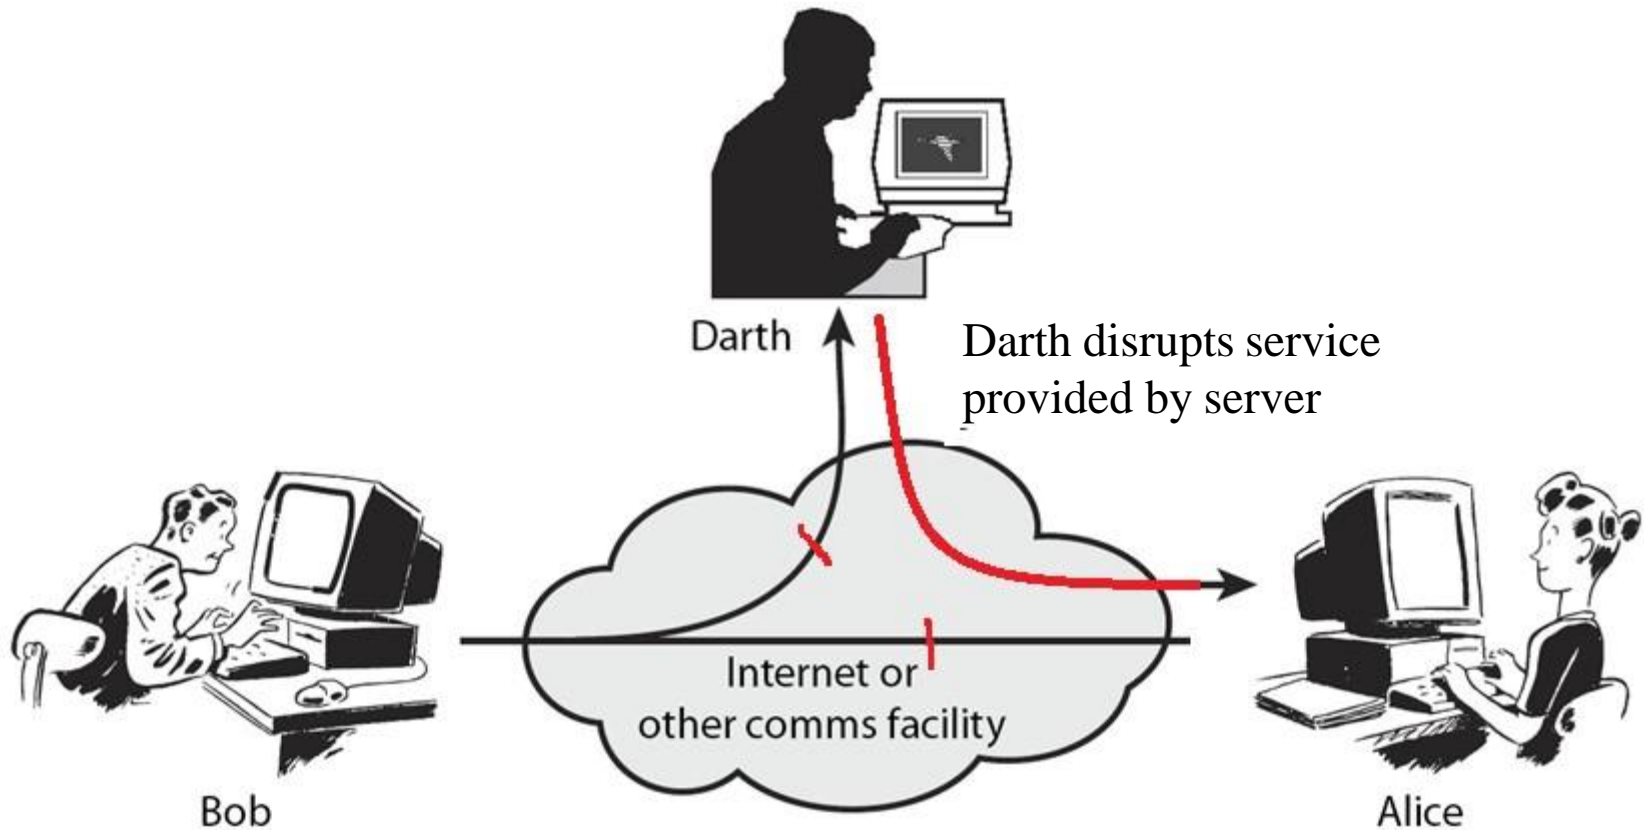 Darth
Darth disrupts service
provided by server
Internet or
other comms facility
Bob
Alice